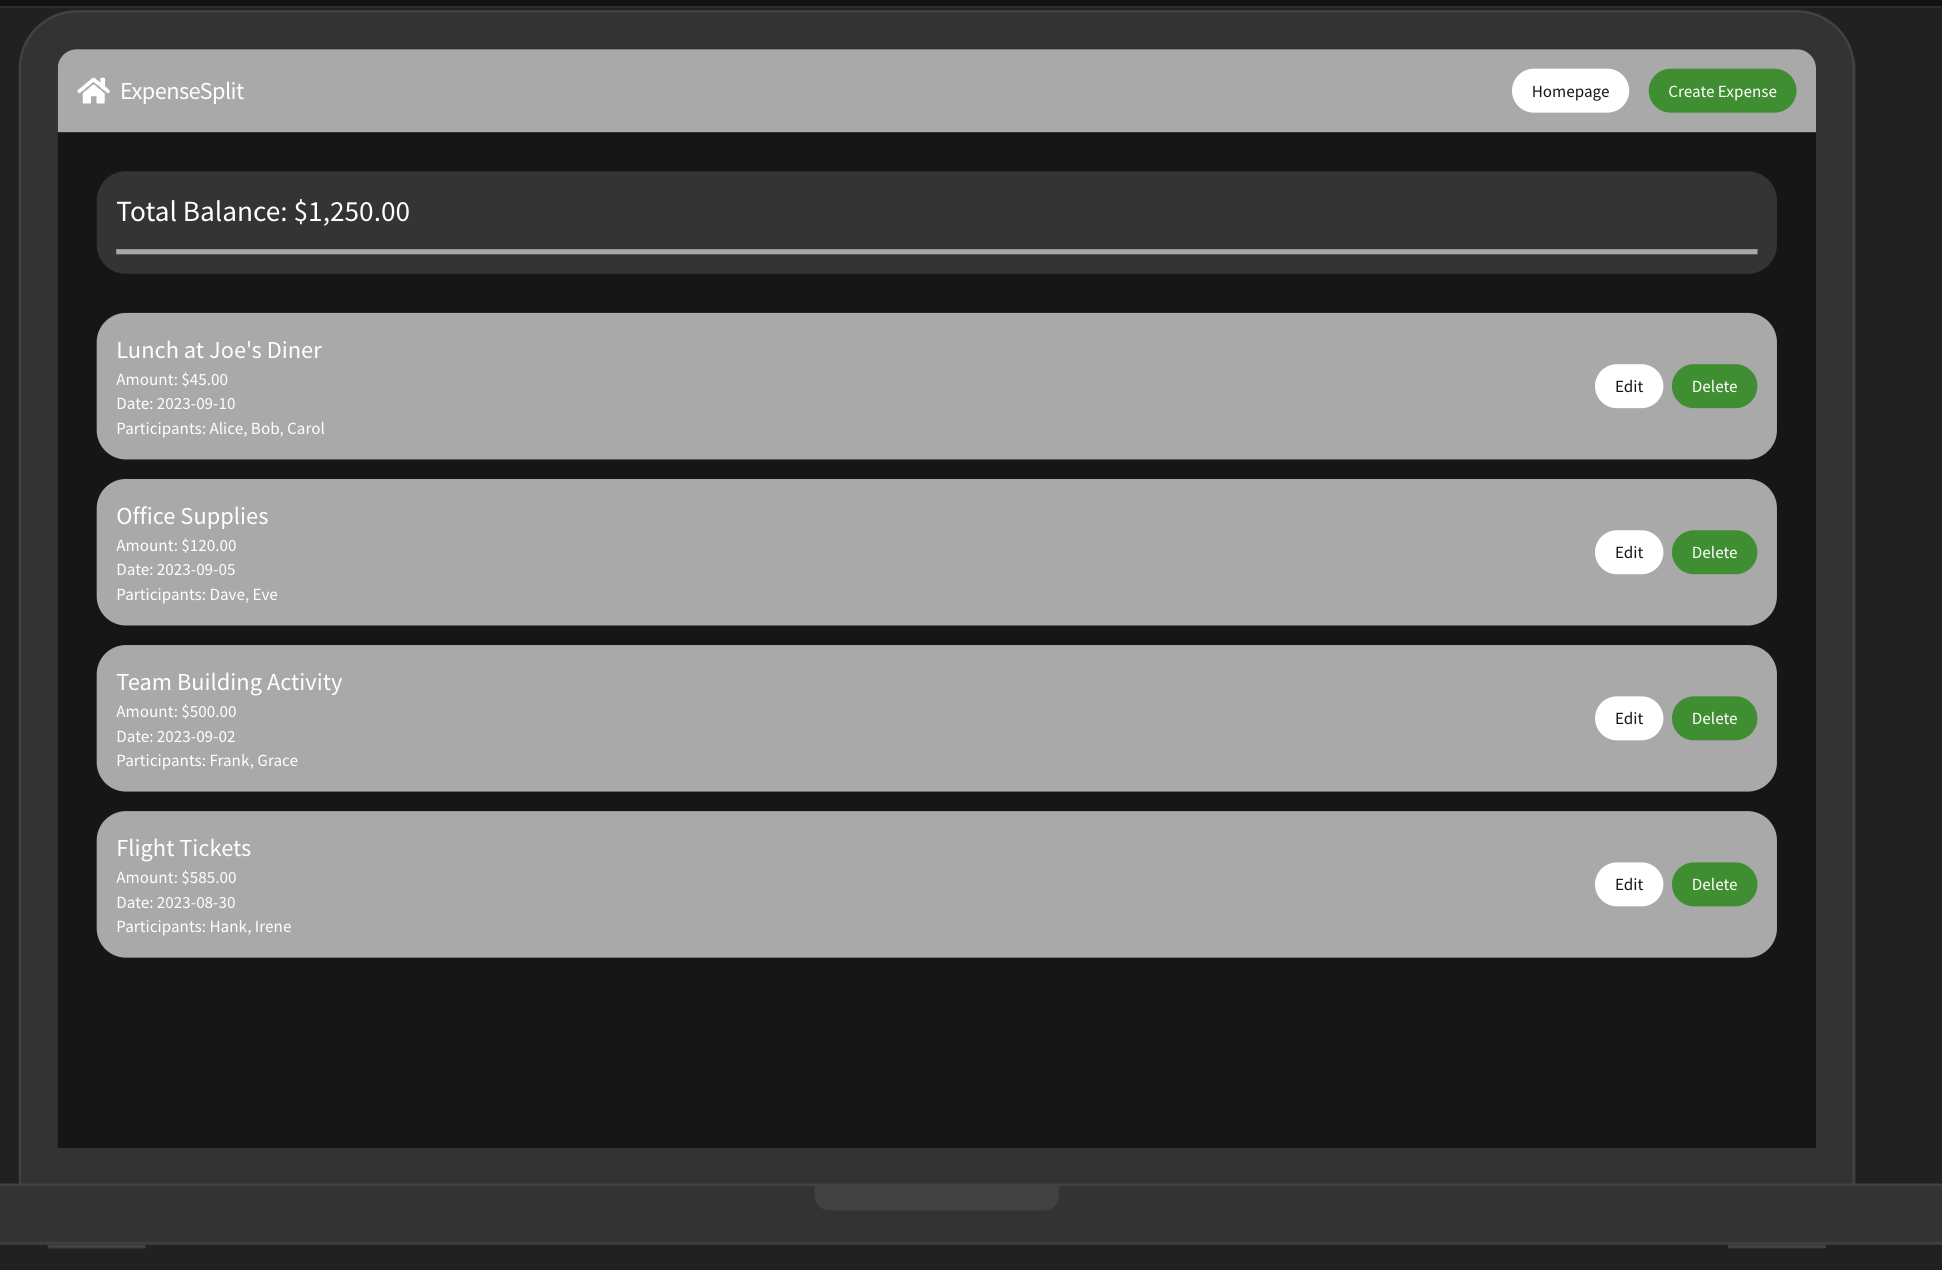 ExpenseSplit
Homepage
Create Expense
Total Balance: $1,250.00
Lunch at Joe's Diner
Amount: $45.00
Date: 2023-09-10
Participants: Alice, Bob, Carol
Edit
Delete
Office Supplies
Amount: $120.00
Date: 2023-09-05
Participants: Dave, Eve
Edit
Delete
Team Building Activity
Amount: $500.00
Date: 2023-09-02
Participants: Frank, Grace
Edit
Delete
Flight Tickets
Amount: $585.00
Date: 2023-08-30
Participants: Hank, Irene
Edit
Delete